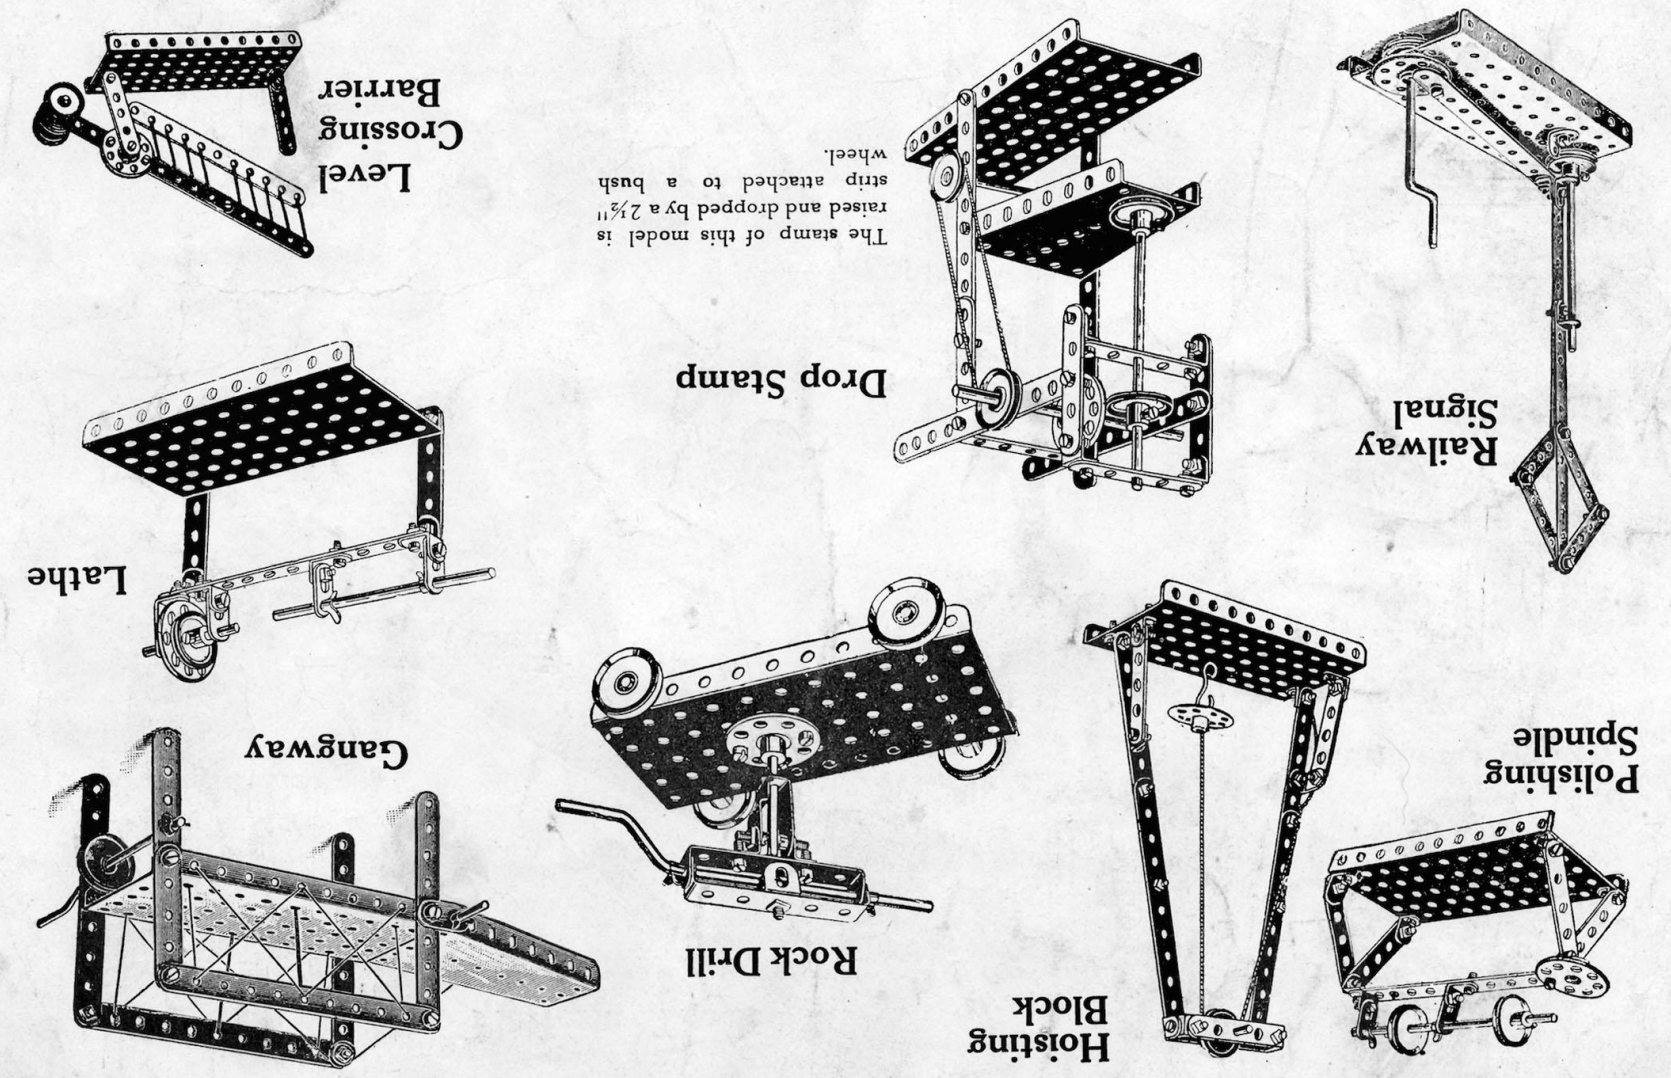 Polishing
Spindle
Hoisting
Block
Rock Drill
Gangway
Railway
Signal
Drop Stamp
The stamp of this model is
raised and dropped by a 2½"
strip attached to a bush
wheel.
Lathe
Level
Crossing
Barrier